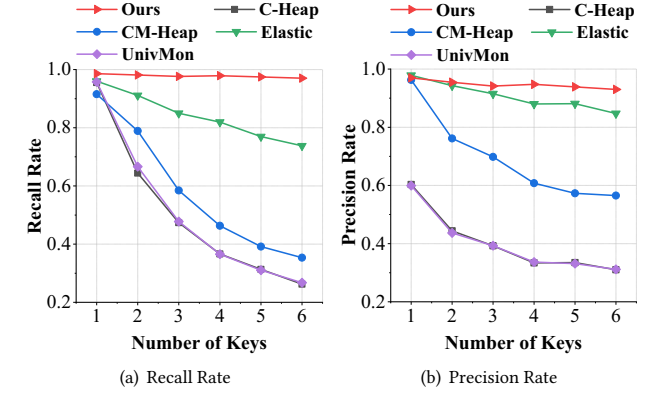 Ours C-Heap
CM-Heap Elastic
UnivMon
1.0
0.8
0.6
0.4
0.2
Recall Rate
1 2 3 4 5 6
Number of Keys
(a) Recall Rate
Ours C-Heap
CM-Heap Elastic
UnivMon
1.0
0.8
0.6
0.4
0.2
Precision Rate
1 2 3 4 5 6
Number of Keys
(b) Precision Rate